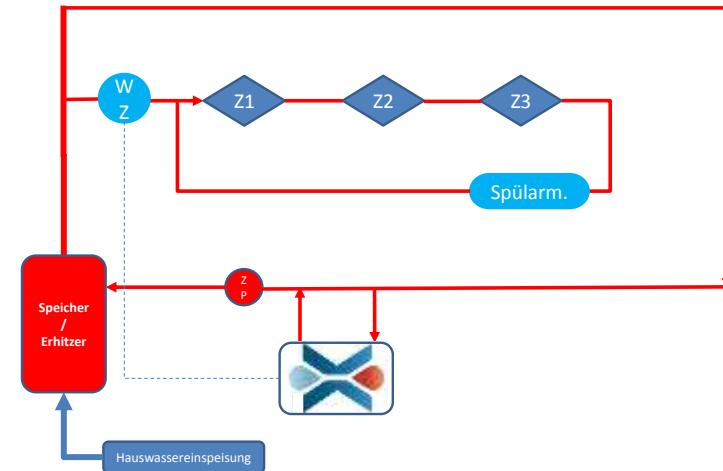 W
Z
Z1
Z2
Z3
Spülarm.
Z
P
Speicher
/
Erhitzer
Hauswassereinspeisung